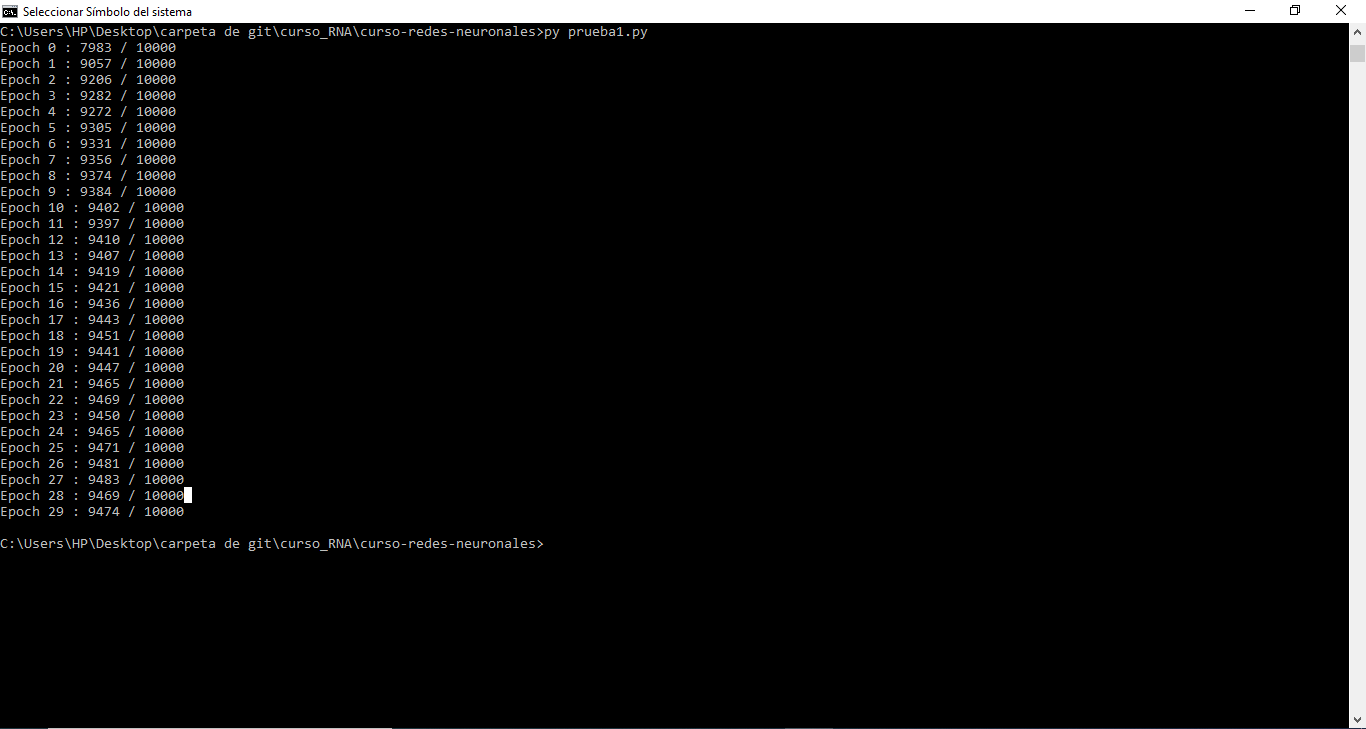 Seleccionar Símbolo del sistema
C:\Users\HP\Desktop\carpeta de git\curso_RNA\curso-redes-neuronales>py prueba1.py
Epoch 0 : 7983 / 10000
Epoch 1 : 9057 / 10000
Epoch 2 : 9206 / 10000
Epoch 3 : 9282 / 10000
Epoch 4 : 9272 / 10000
Epoch 5 : 9305 / 10000
Epoch 6 : 9331 / 10000
Epoch 7 : 9356 / 10000
Epoch 8 : 9374 / 10000
Epoch 9 : 9384 / 10000
Epoch 10 : 9402 / 10000
Epoch 11 : 9397 / 10000
Epoch 12 : 9410 / 10000
Epoch 13 : 9407 / 10000
Epoch 14 : 9419 / 10000
Epoch 15 : 9421 / 10000
Epoch 16 : 9436 / 10000
Epoch 17 : 9443 / 10000
Epoch 18 : 9451 / 10000
Epoch 19 : 9441 / 10000
Epoch 20 : 9447 / 10000
Epoch 21 : 9465 / 10000
Epoch 22 : 9469 / 10000
Epoch 23 : 9450 / 10000
Epoch 24 : 9465 / 10000
Epoch 25 : 9471 / 10000
Epoch 26 : 9481 / 10000
Epoch 27 : 9483 / 10000
Epoch 28 : 9469 / 10000
Epoch 29 : 9474 / 10000
C:\Users\HP\Desktop\carpeta de git\curso_RNA\curso-redes-neuronales>